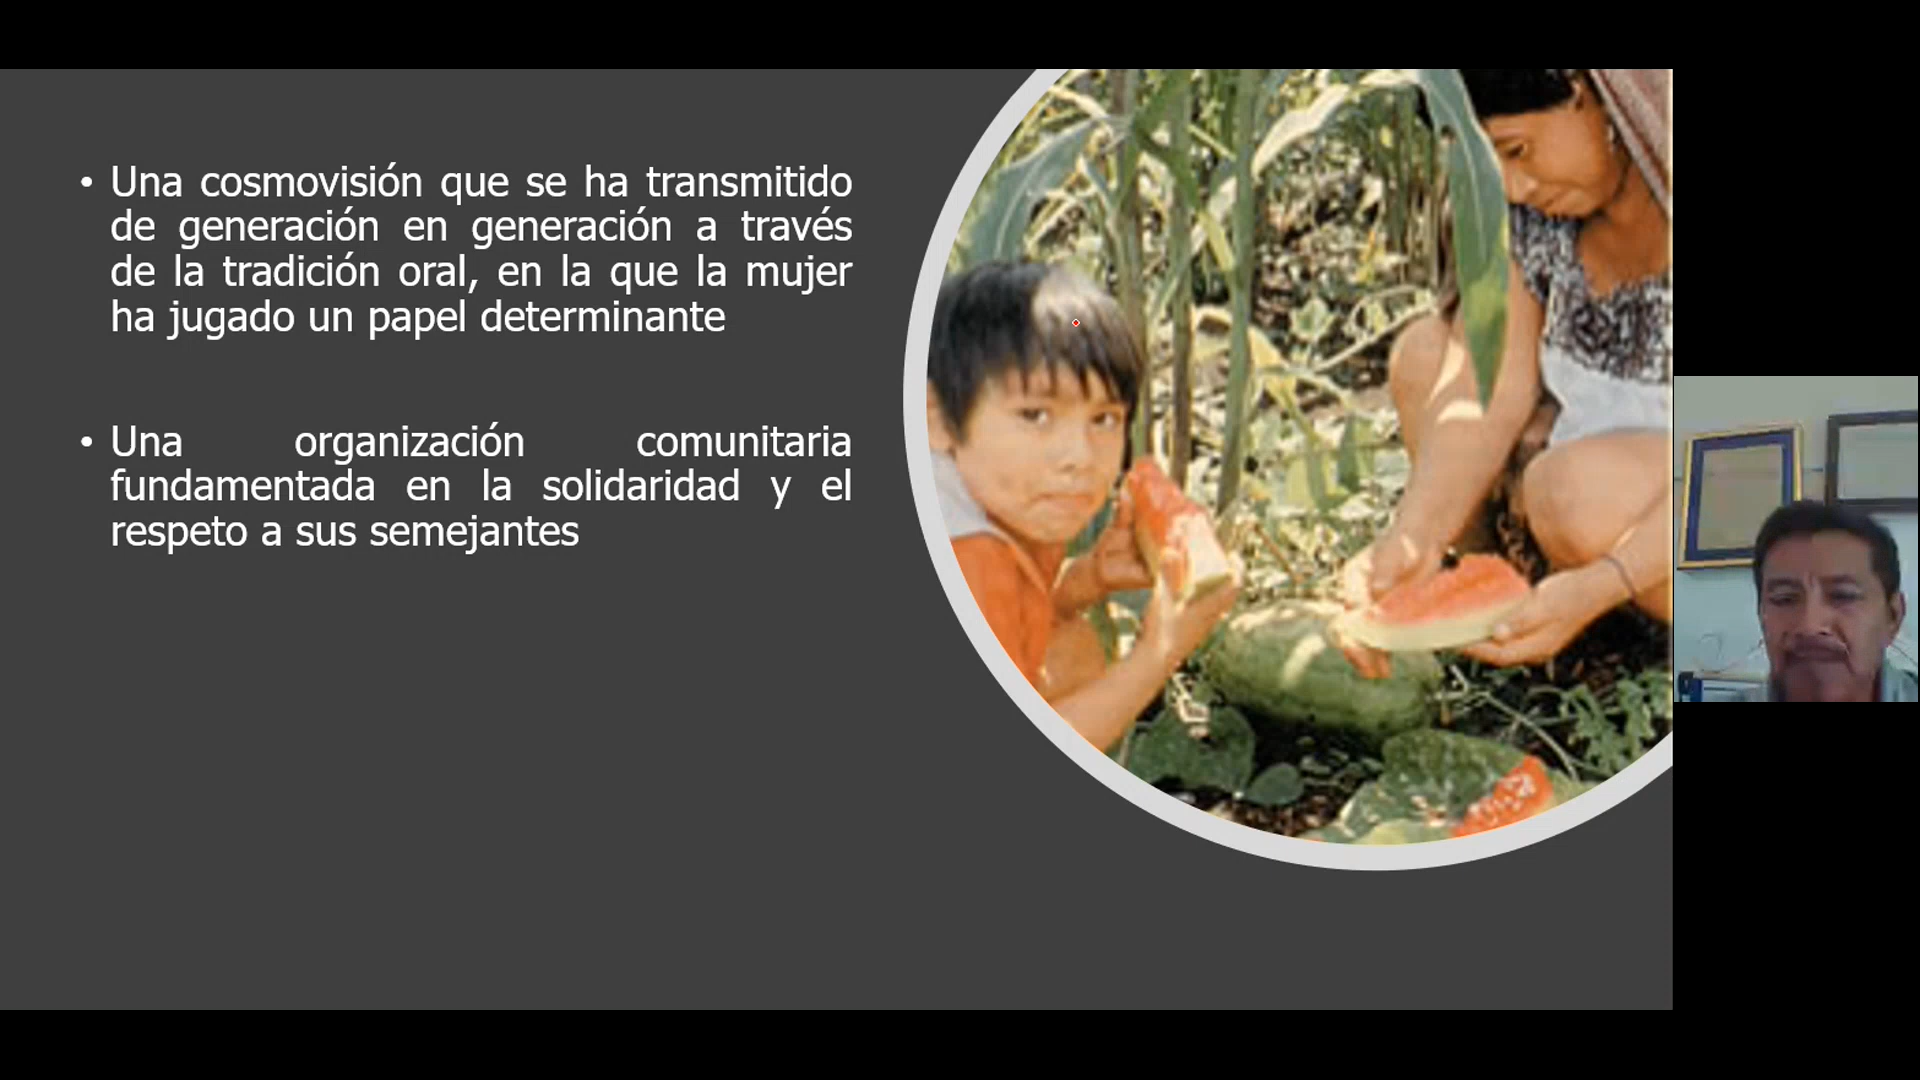 • Una cosmovisión que se ha transmitido
de generación en generación a través
de la tradición oral, en la que la mujer
ha jugado un papel determinante
• Una organización comunitaria
fundamentada en la solidaridad y el
respeto a sus semejantes